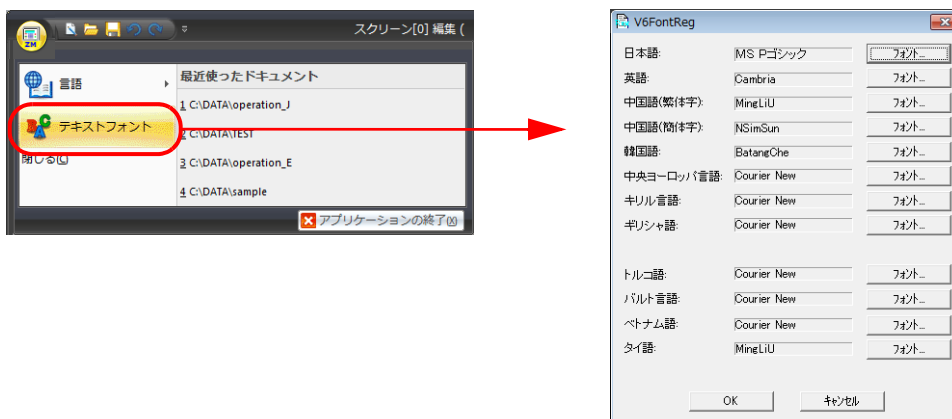 ZM
スクリーン[0] 編集 (
言語
テキストフォント
閉じる(C)
最近使ったドキュメント
1 C:\DATA\operation_J
2 C:\DATA\TEST
3 C:\DATA\operation_E
4 C:\DATA\sample
アプリケーションの終了(X)
V6FontReg
日本語: MS Pゴシック フォント...
英語: Cambria フォント...
中国語(繁体字): MingLiU フォント...
中国語(簡体字): NSimSun フォント...
韓国語: BatangChe フォント...
中央ヨーロッパ言語: Courier New フォント...
キリル言語: Courier New フォント...
ギリシャ語: Courier New フォント...
トルコ語: Courier New フォント...
バルト言語: Courier New フォント...
ベトナム語: Courier New フォント...
タイ語: MingLiU フォント...
OK キャンセル